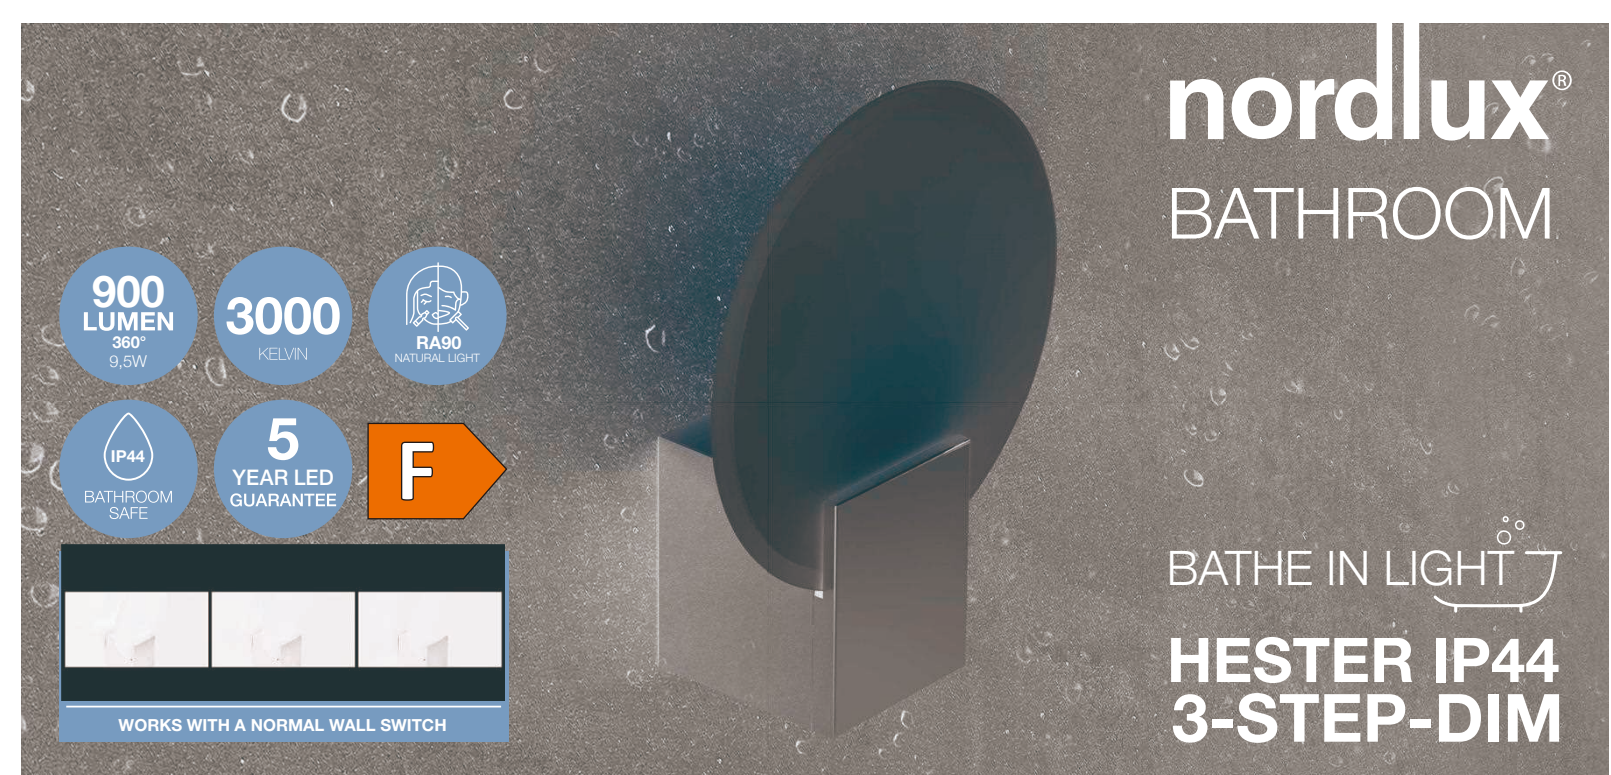 nordlux®
BATHROOM
900
LUMEN
360°
9,5W
3000
KELVIN
RA90
NATURAL LIGHT
IP44
BATHROOM
SAFE
5
YEAR LED
GUARANTEE
F
WORKS WITH A NORMAL WALL SWITCH
BATHE IN LIGHT
HESTER IP44
3-STEP-DIM